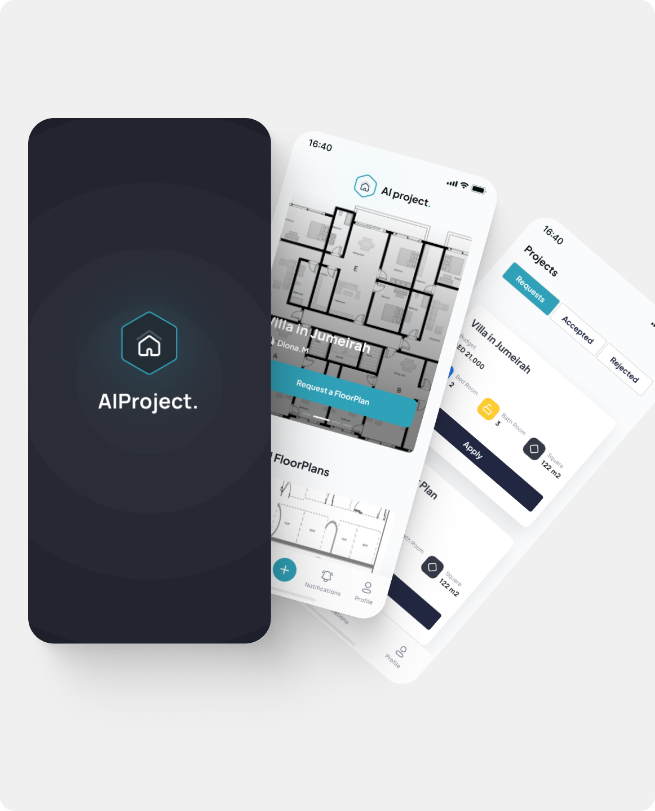 AIProject.
16:40
AI project.
E
Villa in Jumeirah
Diona.M
A
B
Request a FloorPlan
FloorPlans
Notifications
Profile
16:40
Projects
Requests
Accepted
Rejected
Villa in Jumeirah
Budget
ED 21.000
Bed Room
2
Bath Room
3
Square
122 m2
Apply
Plan
th Room
Square
122 m2
Profile